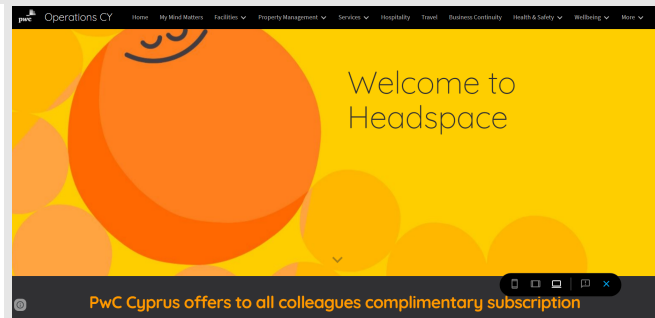 pwc Operations CY Home My Mind Matters Facilities Property Management Services Hospitality Travel Business Continuity Health & Safety Wellbeing More
Welcome to
Headspace
PwC Cyprus offers to all colleagues complimentary subscription